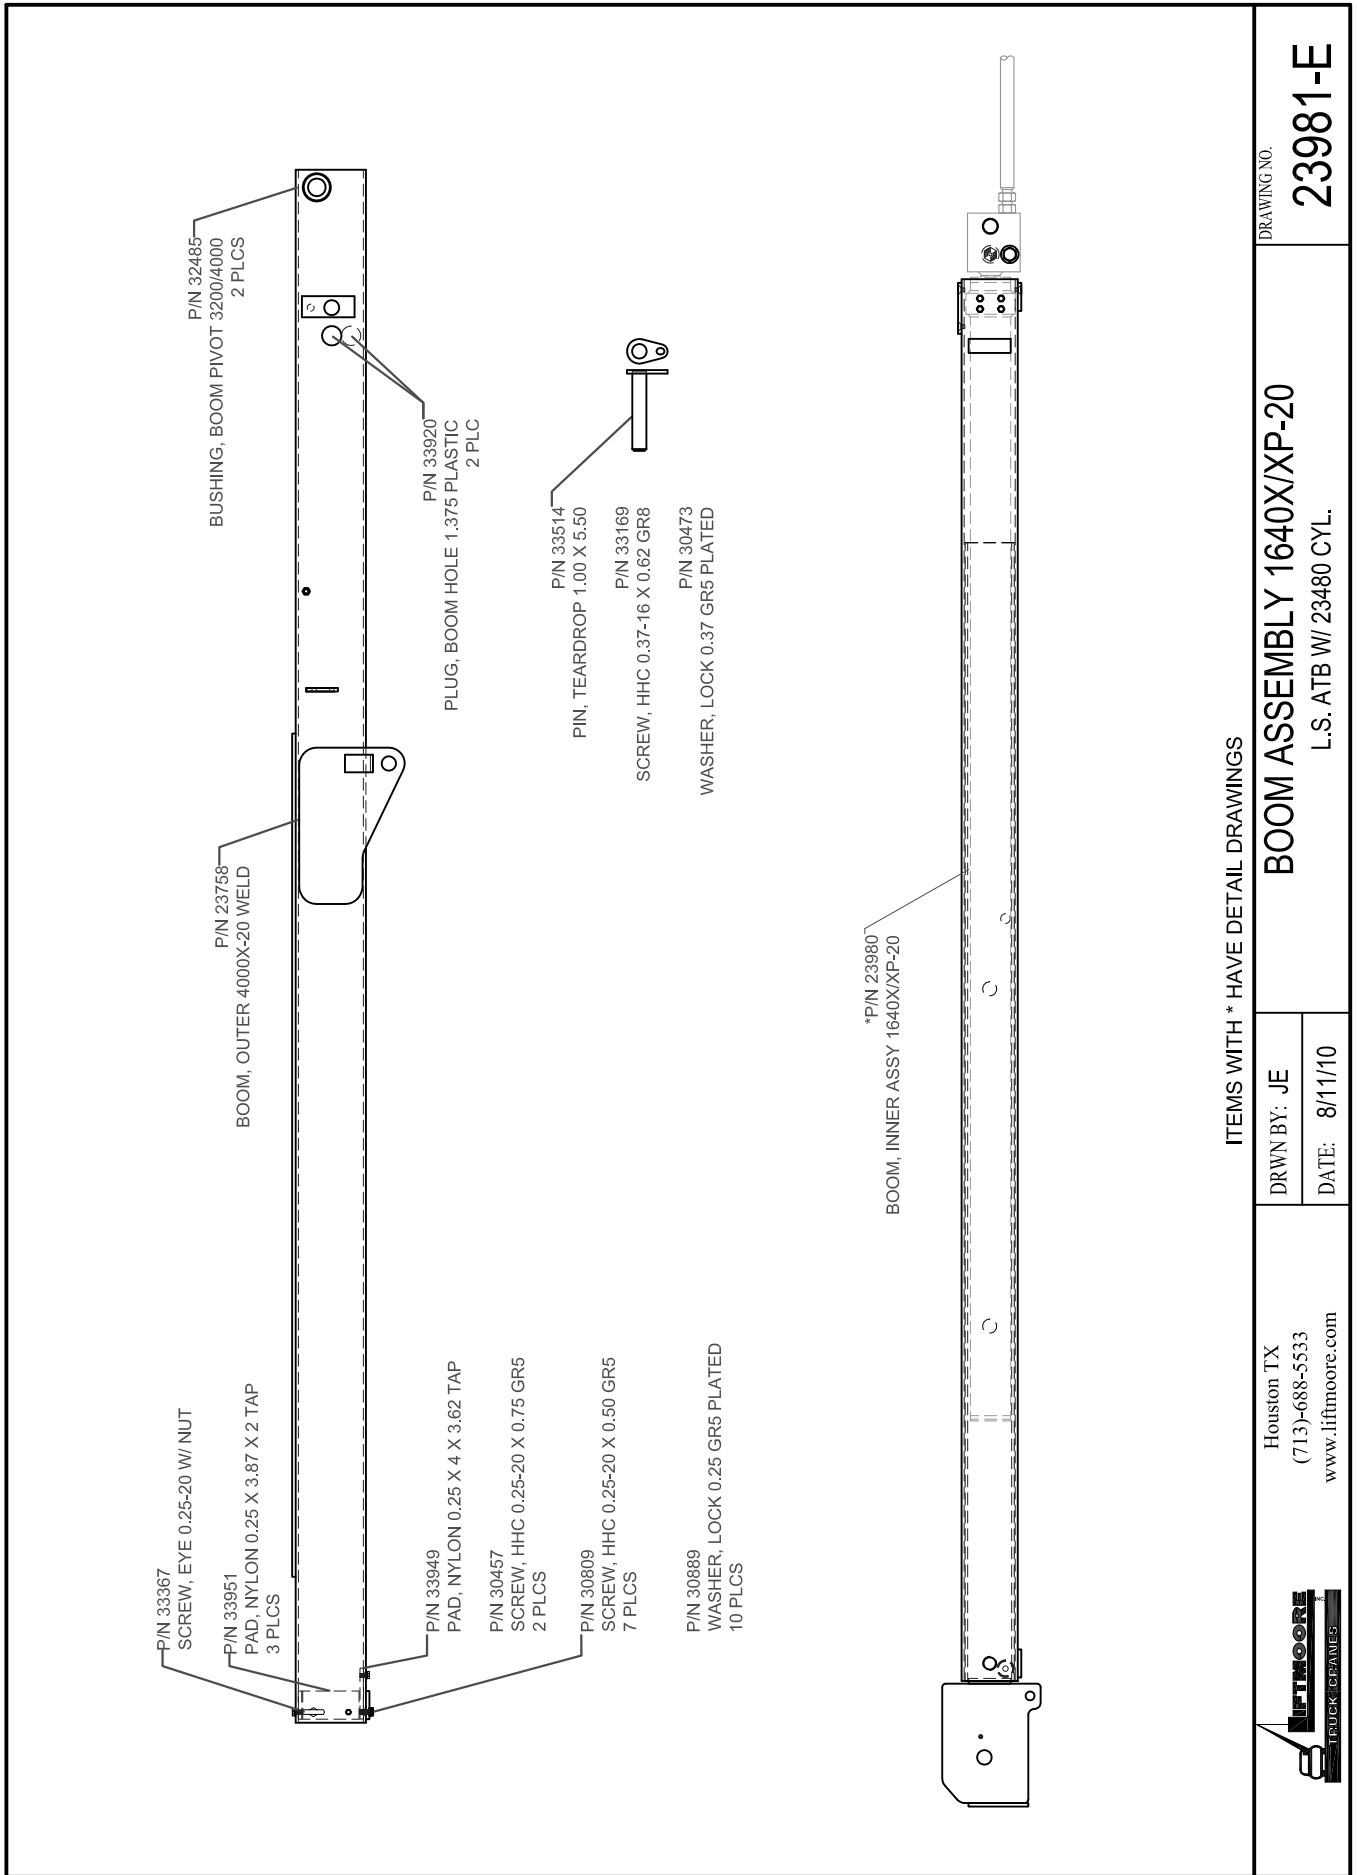 P/N 33367
SCREW, EYE 0.25-20 W/ NUT
P/N 33951
PAD, NYLON 0.25 X 3.87 X 2 TAP
3 PLCS
P/N 23758
BOOM, OUTER 4000X-20 WELD
P/N 32485
BUSHING, BOOM PIVOT 3200/4000
2 PLCS
P/N 33949
PAD, NYLON 0.25 X 4 X 3.62 TAP
P/N 30457
SCREW, HHC 0.25-20 X 0.75 GR5
2 PLCS
P/N 30809
SCREW, HHC 0.25-20 X 0.50 GR5
7 PLCS
P/N 30889
WASHER, LOCK 0.25 GR5 PLATED
10 PLCS
P/N 33920
PLUG, BOOM HOLE 1.375 PLASTIC
2 PLC
P/N 33514
PIN, TEARDROP 1.00 X 5.50
P/N 33169
SCREW, HHC 0.37-16 X 0.62 GR8
P/N 30473
WASHER, LOCK 0.37 GR5 PLATED
*P/N 23980
BOOM, INNER ASSY 1640X/XP-20
ITEMS WITH * HAVE DETAIL DRAWINGS
LIFTMOORE INC.
TRUCK CRANES
Houston TX
(713)-688-5533
www.liftmoore.com
DRWN BY: JE
DATE: 8/11/10
BOOM ASSEMBLY 1640X/XP-20
L.S. ATB W/ 23480 CYL.
DRAWING NO.
23981-E